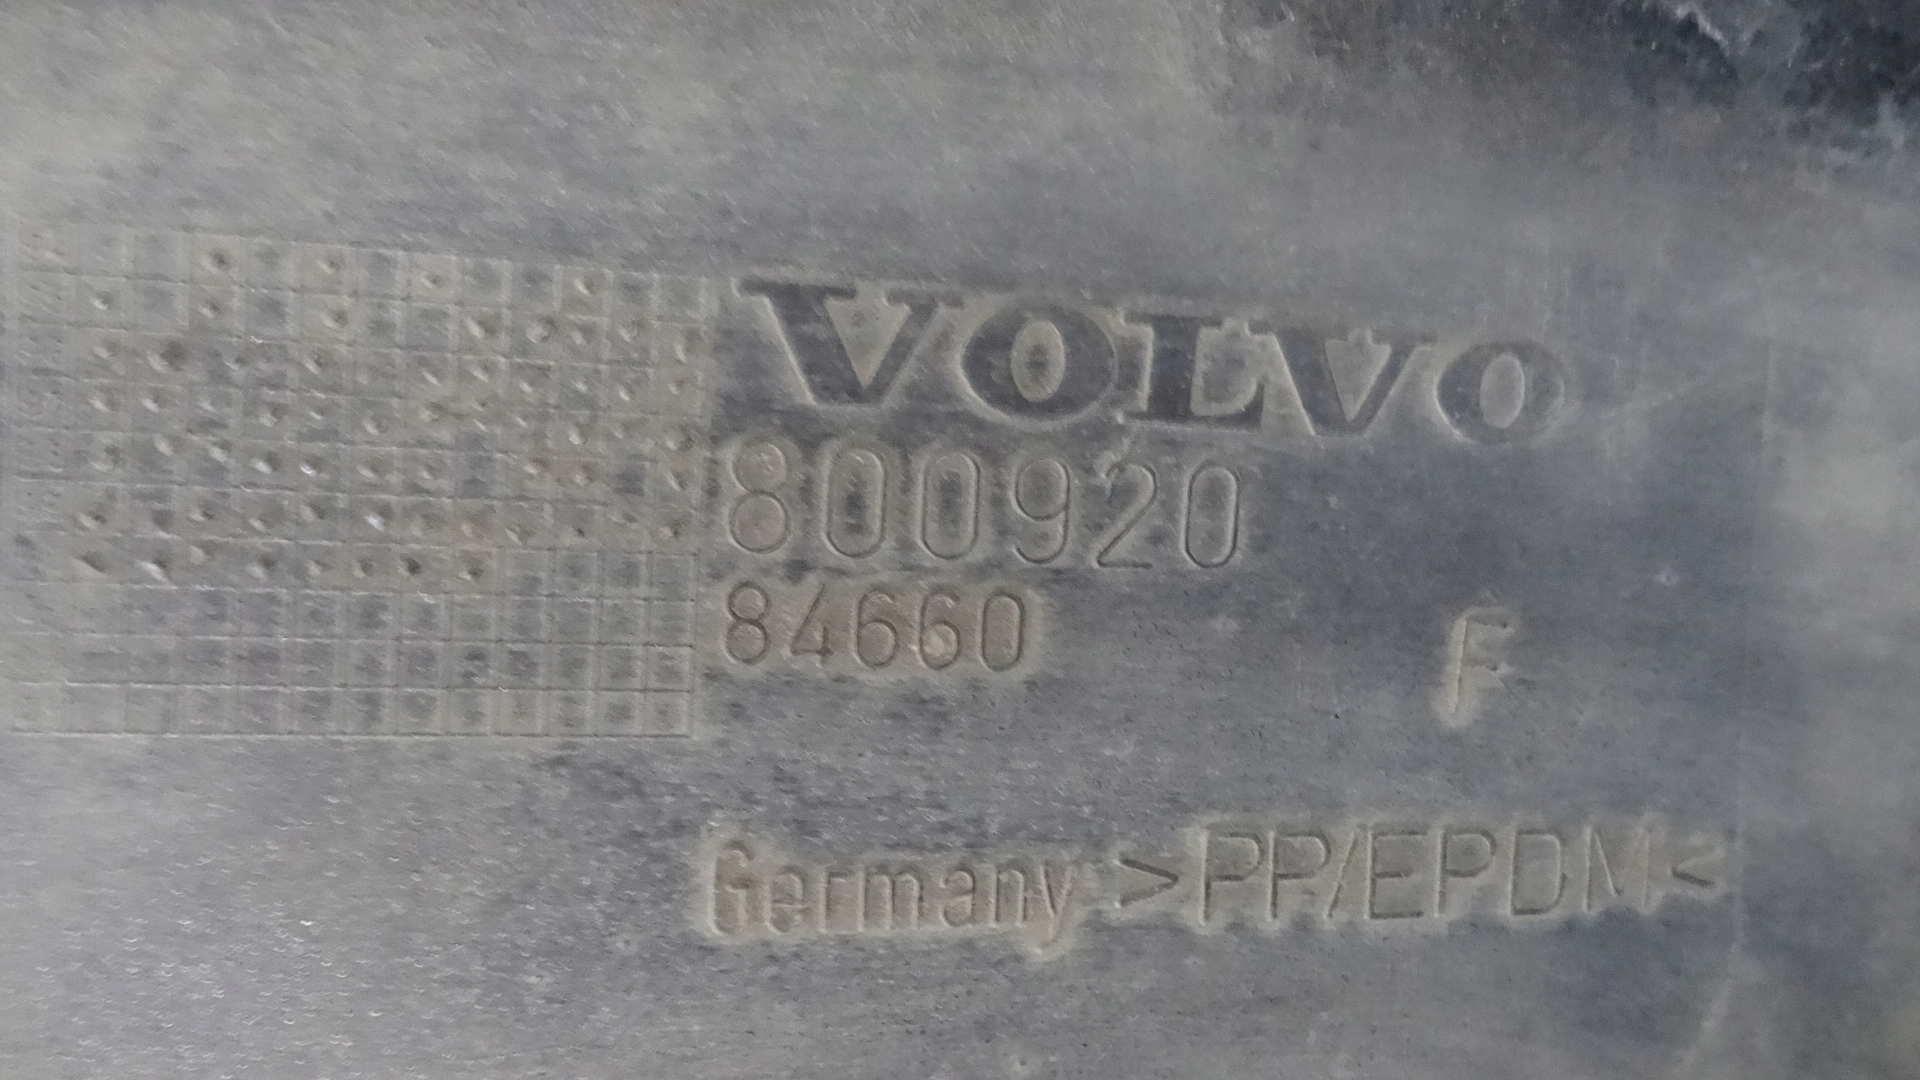 VOLVO
800920
84660
F
Germany >PP/EPDM<